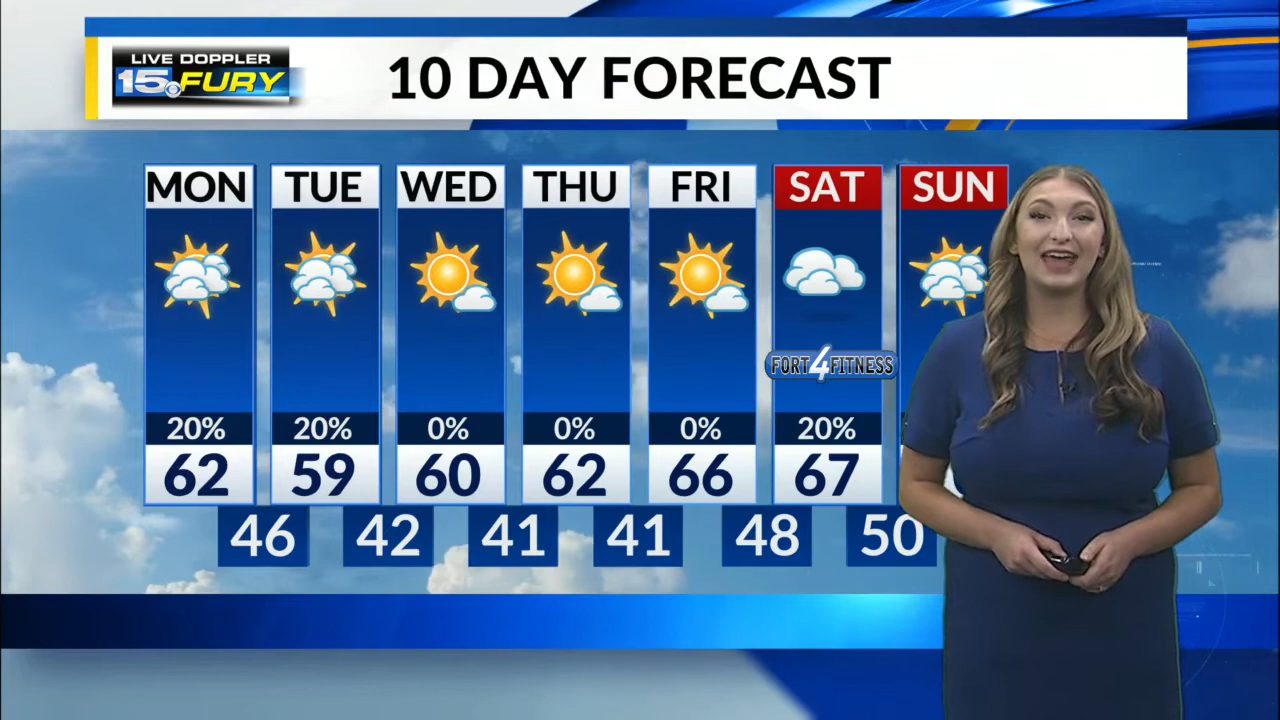 LIVE DOPPLER
15 FURY
10 DAY FORECAST
MON TUE WED THU FRI SAT SUN
FORT4FITNESS
20% 20% 0% 0% 0% 20%
62 59 60 62 66 67
46 42 41 41 48 50